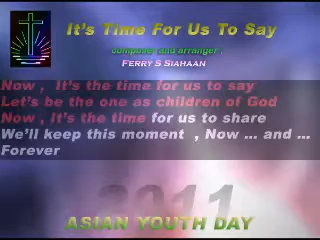 It's Time For Us To Say
compose and arranger :
Ferry S Siahaan
Now , It's the time for us to say
Let's be the one as children of God
Now , It's the time for us to share
We'll keep this moment , Now ... and ...
Forever
2011
ASIAN YOUTH DAY